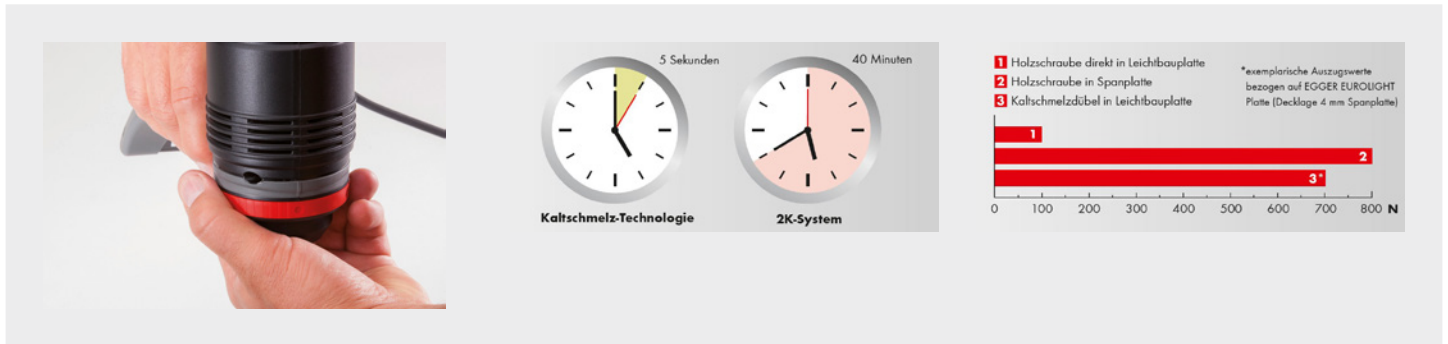 5 Sekunden
40 Minuten
Kaltschmelz-Technologie
2K-System
1 Holzschraube direkt in Leichtbauplatte
2 Holzschraube in Spanplatte
3 Kaltschmelzdübel in Leichtbauplatte
*exemplarische Auszugswerte
bezogen auf EGGER EUROLIGHT
Platte (Decklage 4 mm Spanplatte)
1
2
3*
0 100 200 300 400 500 600 700 800 N